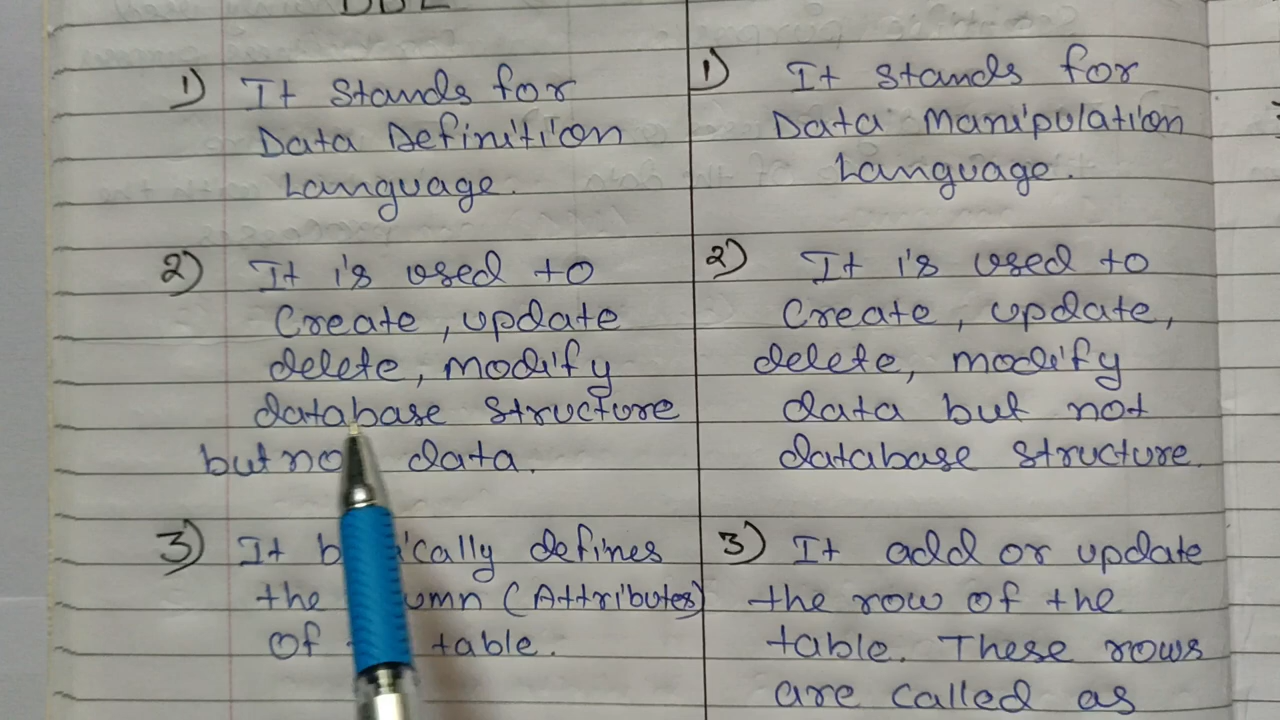 1) It stands for
Data Definition
Language.
2) It is used to
Create, update
delete, modify
database structure
but no data.
3) It defines
the (Attributes)
of table.
1) It stands for
Data Manipulation
Language.
2) It is used to
Create, update,
delete, modify
data but not
database structure
3) It add or update
the row of the
table. These rows
are called as